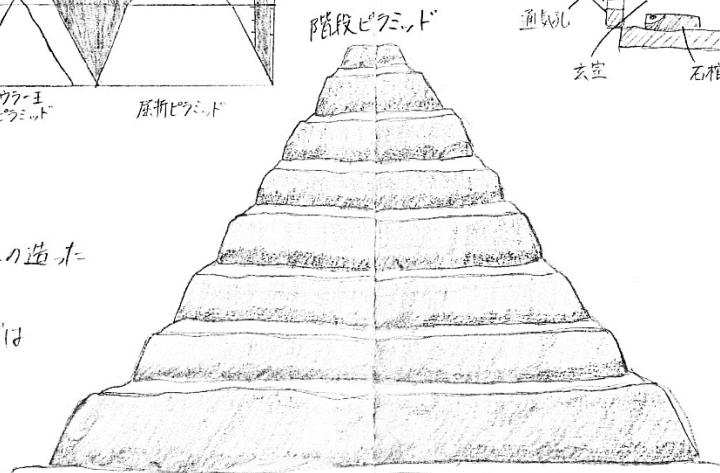 階段ピラミッド
通気孔
玄室
石棺
ウラー王
ピラミッド
屈折ピラミッド
の造った
は